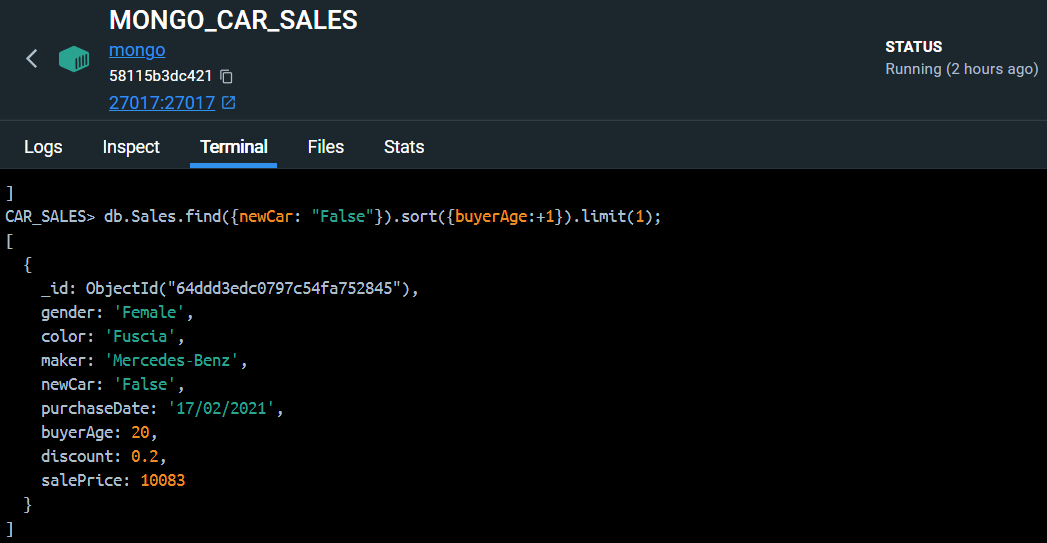 MONGO_CAR_SALES
mongo
58115b3dc421
27017:27017
STATUS
Running (2 hours ago)
Logs Inspect Terminal Files Stats
]
CAR_SALES> db.Sales.find({newCar: "False"}).sort({buyerAge:+1}).limit(1);
[
  {
    _id: ObjectId("64ddd3edc0797c54fa752845"),
    gender: 'Female',
    color: 'Fuscia',
    maker: 'Mercedes-Benz',
    newCar: 'False',
    purchaseDate: '17/02/2021',
    buyerAge: 20,
    discount: 0.2,
    salePrice: 10083
  }
]